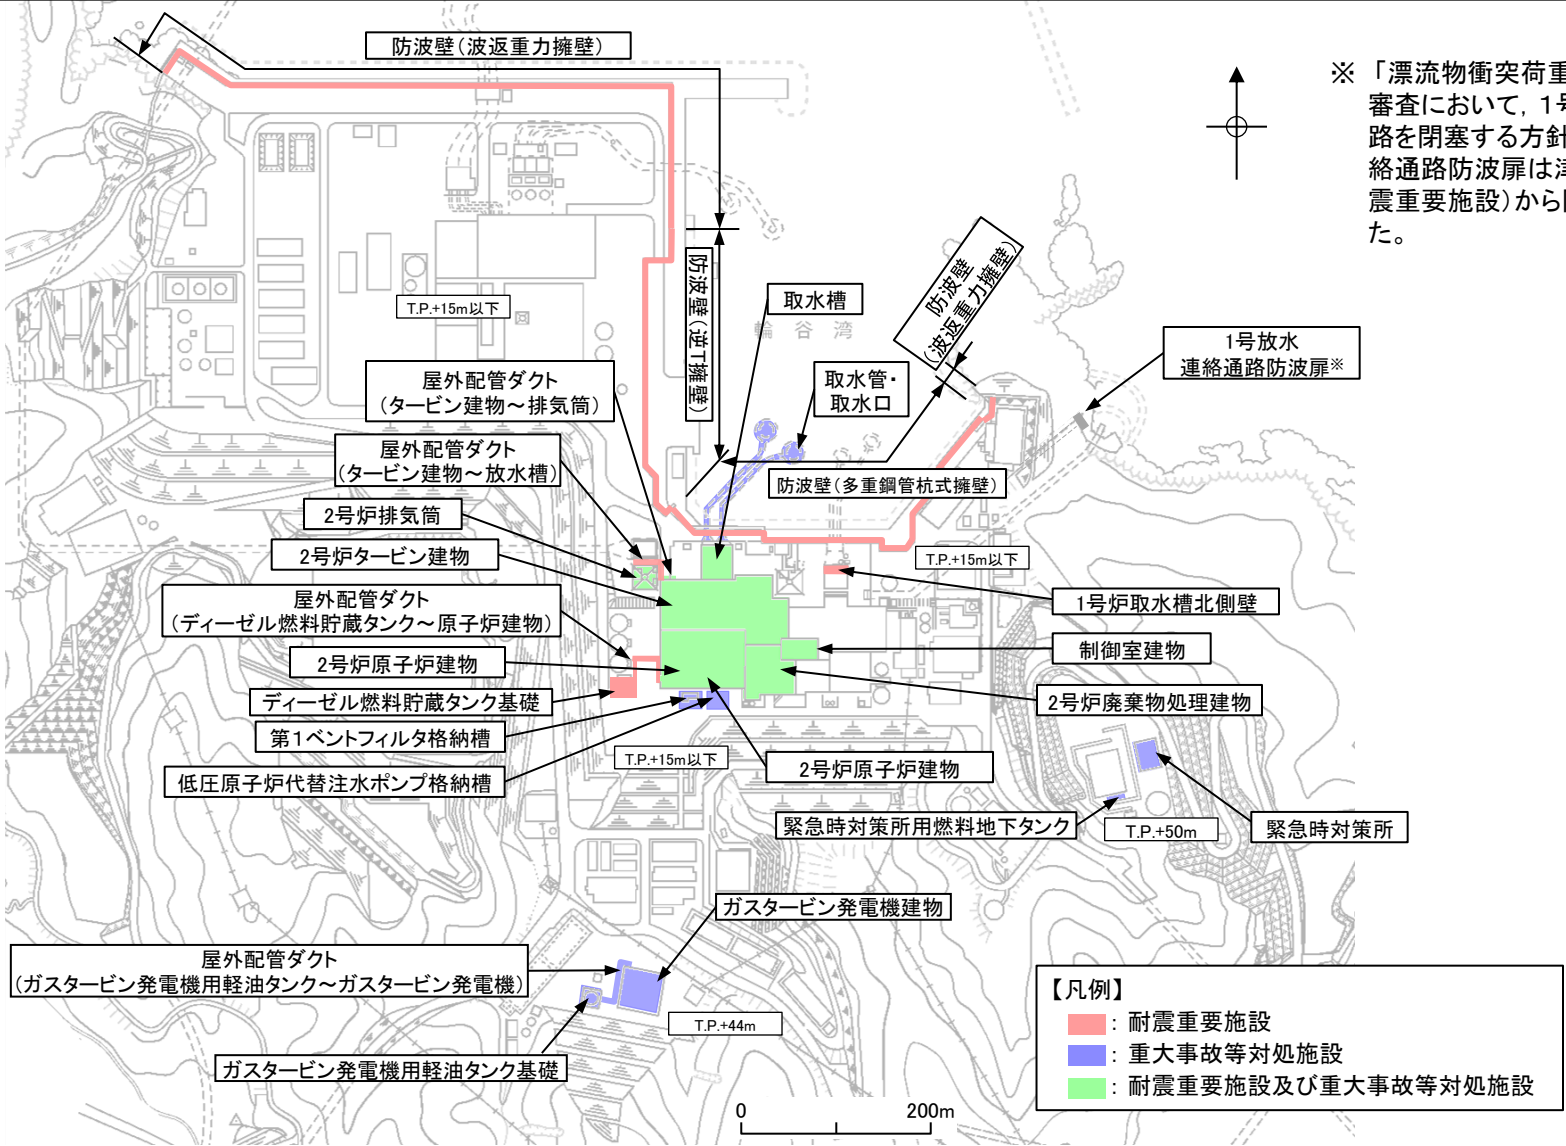 防波壁(波返重力擁壁)
※ 「漂流物衝突荷重
審査において，1号
路を閉塞する方針
絡通路防波扉は津
震重要施設)から
た。
防波壁
(波返重力擁壁)
防波壁(逆T擁壁)
取水槽
輪谷湾
T.P.+15m以下
1号放水
連絡通路防波扉※
屋外配管ダクト
(タービン建物～排気筒)
取水管・
取水口
屋外配管ダクト
(タービン建物～放水槽)
防波壁(多重鋼管杭式擁壁)
2号炉排気筒
2号炉タービン建物
T.P.+15m以下
屋外配管ダクト
(ディーゼル燃料貯蔵タンク～原子炉建物)
1号炉取水槽北側壁
2号炉原子炉建物
制御室建物
ディーゼル燃料貯蔵タンク基礎
2号炉廃棄物処理建物
第1ベントフィルタ格納槽
T.P.+15m以下
2号炉原子炉建物
低圧原子炉代替注水ポンプ格納槽
緊急時対策所用燃料地下タンク
T.P.+50m
緊急時対策所
ガスタービン発電機建物
屋外配管ダクト
(ガスタービン発電機用軽油タンク～ガスタービン発電機)
T.P.+44m
ガスタービン発電機用軽油タンク基礎
【凡例】
：耐震重要施設
：重大事故等対処施設
：耐震重要施設及び重大事故等対処施設
0 200m